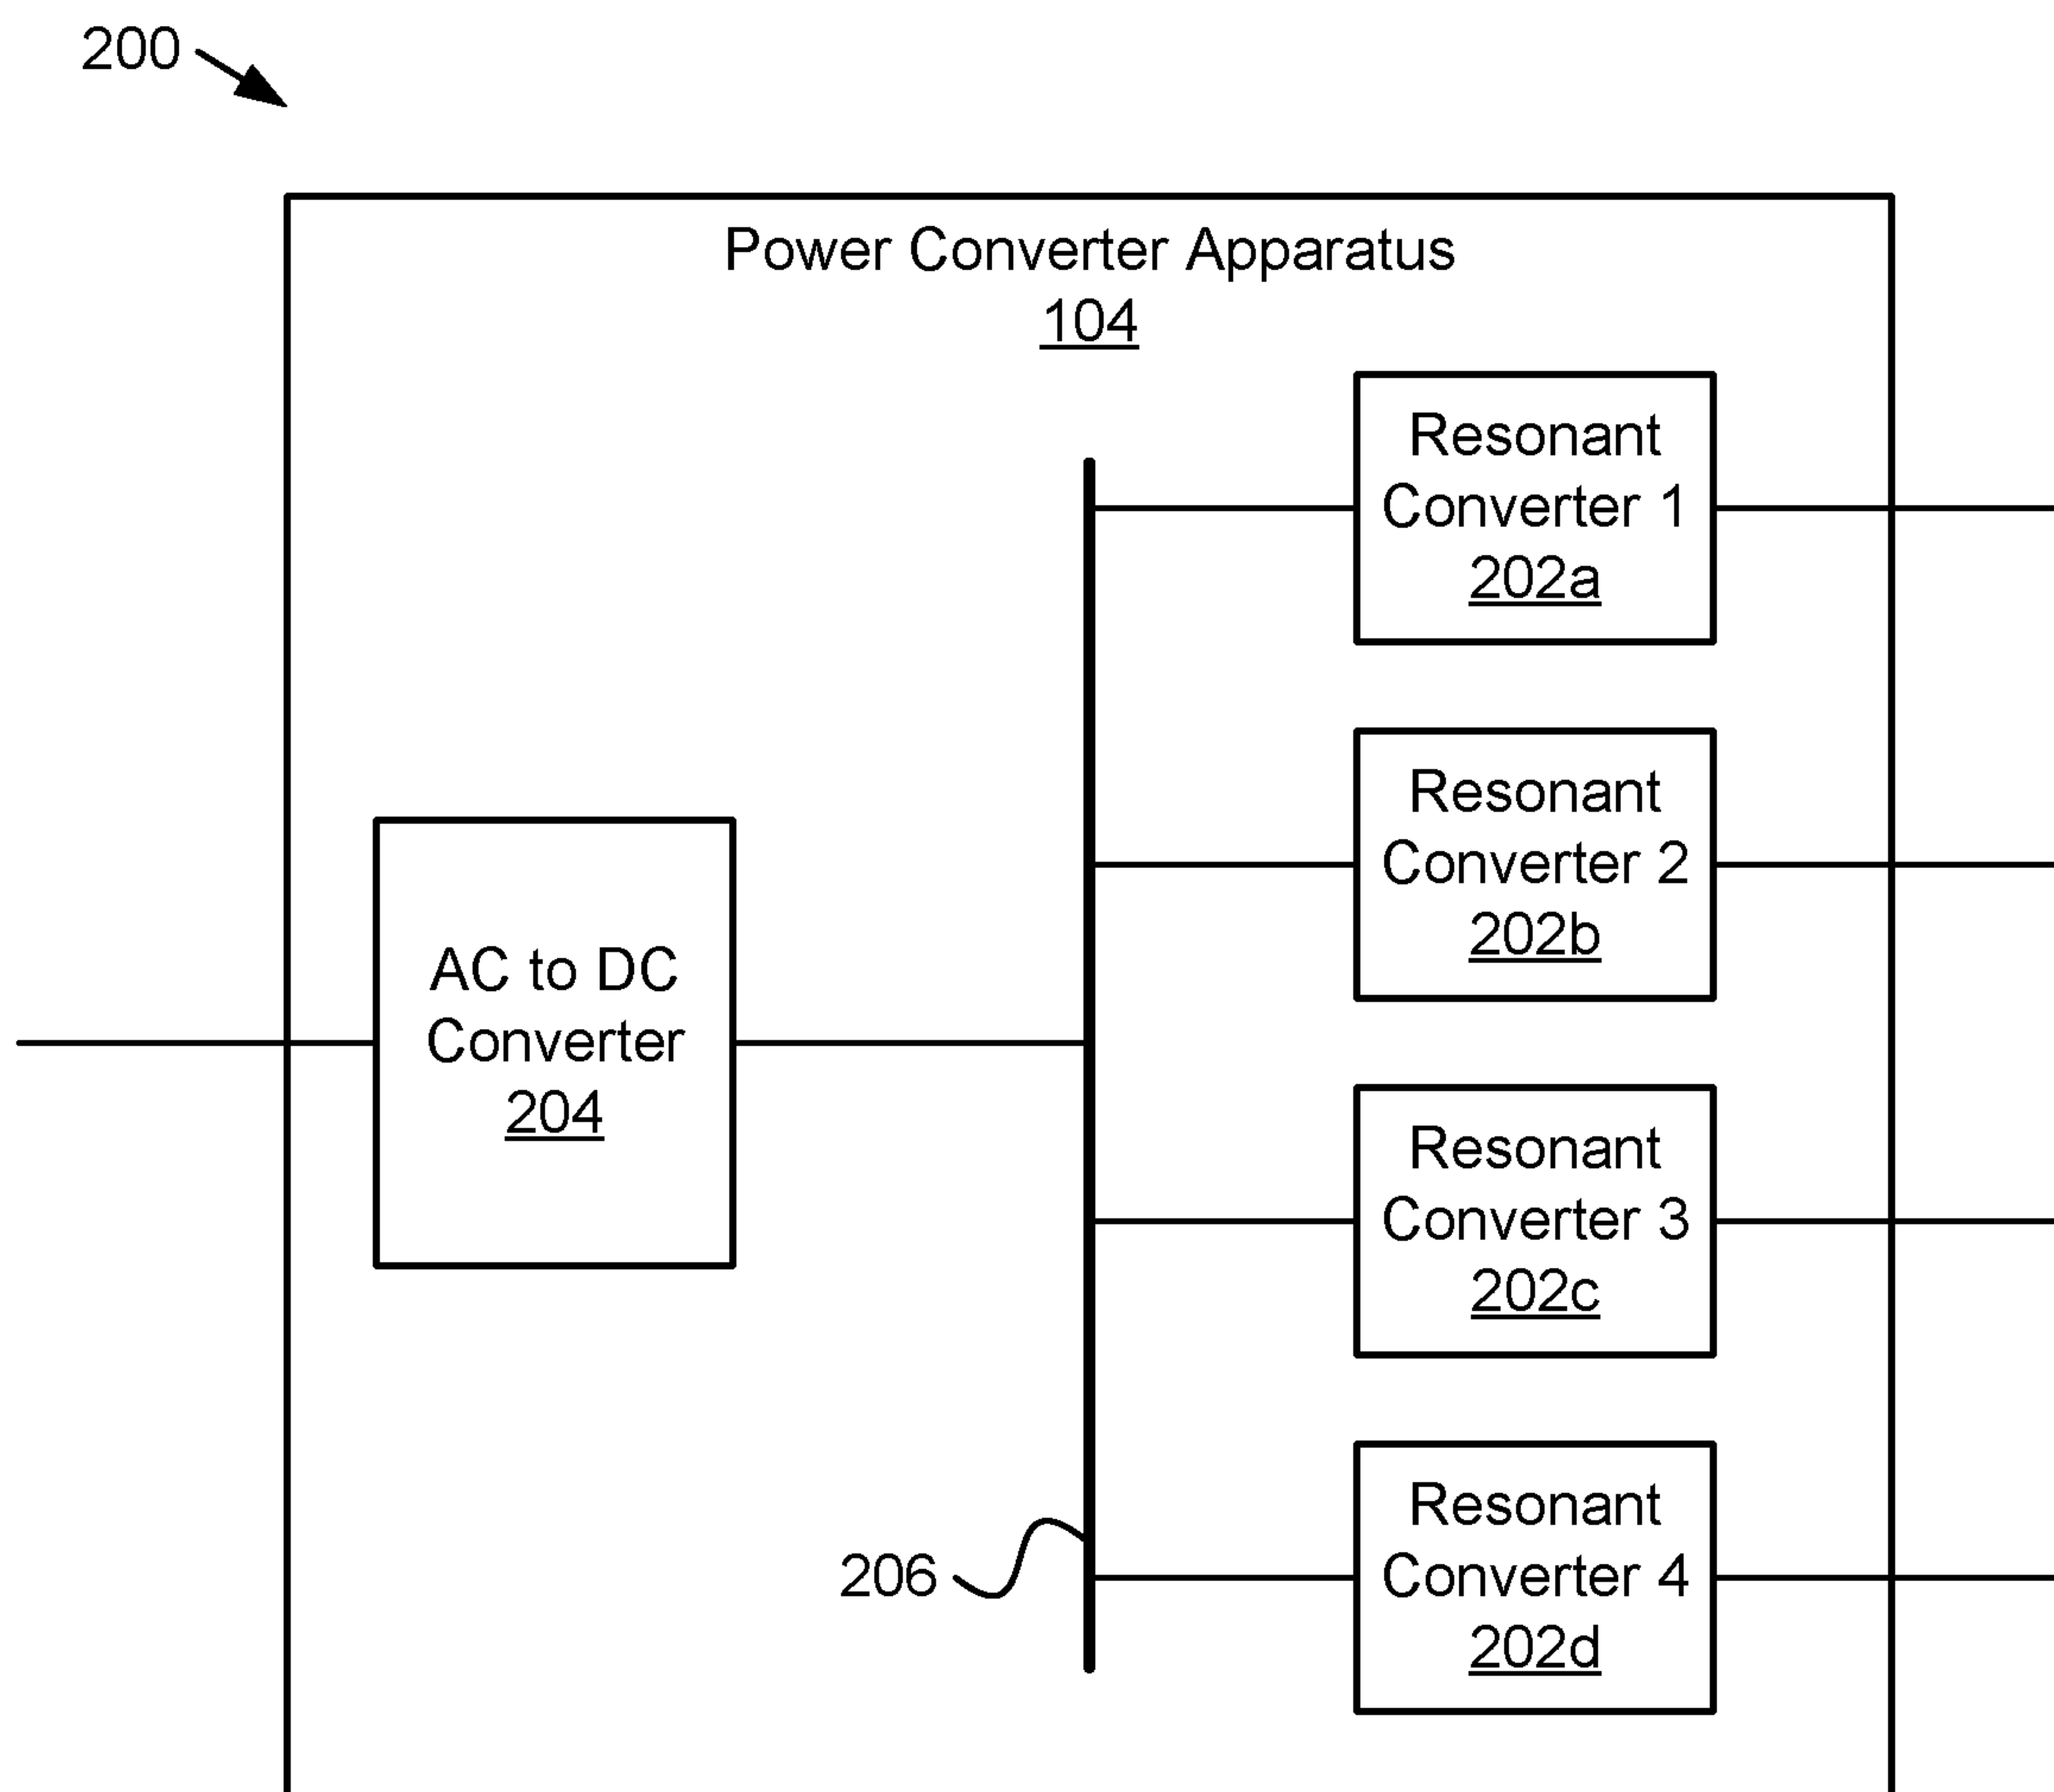 200
Power Converter Apparatus
104
Resonant
Converter 1
202a
Resonant
Converter 2
202b
AC to DC
Converter
204
Resonant
Converter 3
202c
Resonant
Converter 4
202d
206